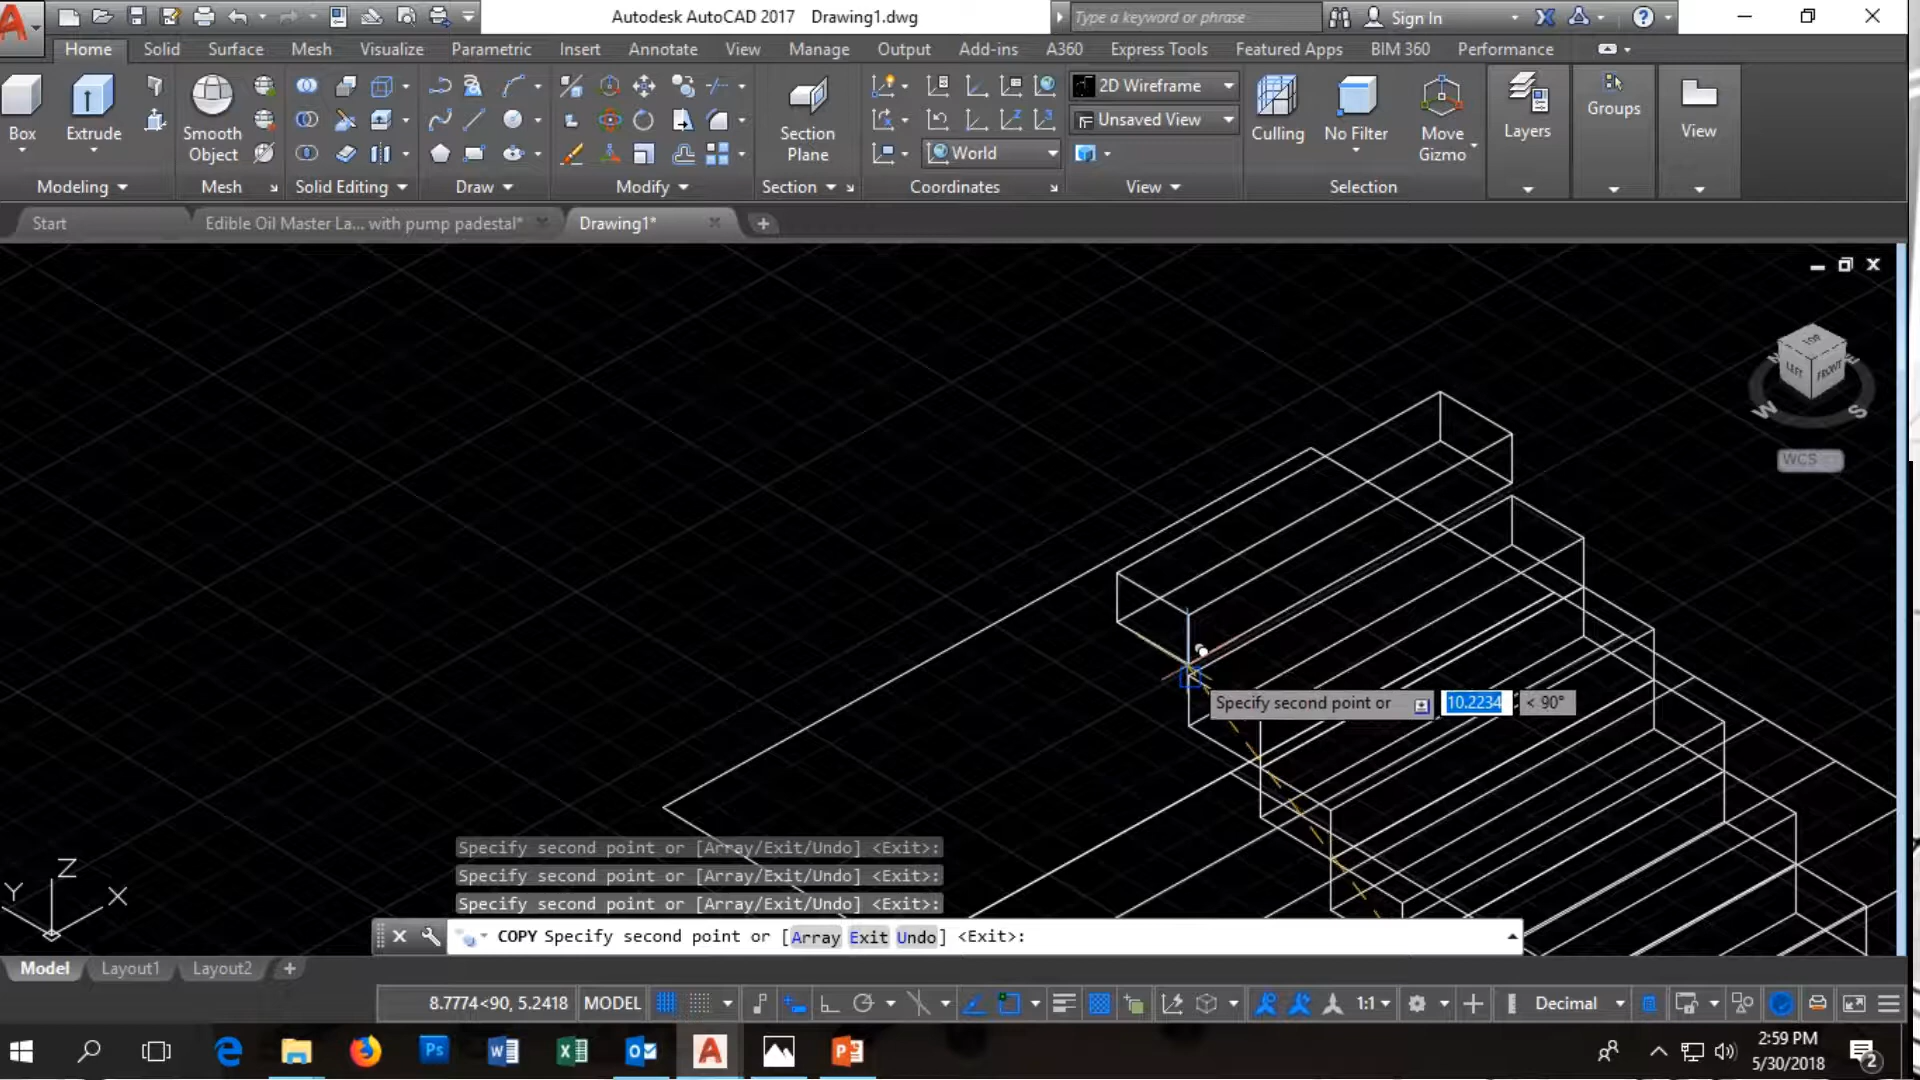 Autodesk AutoCAD 2017 Drawing1.dwg
Type a keyword or phrase
Sign In
Home Solid Surface Mesh Visualize Parametric Insert Annotate View Manage Output Add-ins A360 Express Tools Featured Apps BIM 360 Performance
Box
Extrude
Smooth Object
Section Plane
World
2D Wireframe
Unsaved View
Culling
No Filter
Move Gizmo
Layers
Groups
View
Modeling
Mesh
Solid Editing
Draw
Modify
Section
Coordinates
View
Selection
Start
Edible Oil Master La... with pump padestal*
Drawing1*
TOP
LEFT
FRONT
W
S
WCS
Specify second point or 10.2234 < 90°
Z
Y
X
Specify second point or [Array/Exit/Undo] <Exit>:
Specify second point or [Array/Exit/Undo] <Exit>:
Specify second point or [Array/Exit/Undo] <Exit>:
COPY Specify second point or [Array Exit Undo] <Exit>:
Model Layout1 Layout2
8.7774<90, 5.2418 MODEL
1:1
Decimal
Ps
2:59 PM
5/30/2018
2